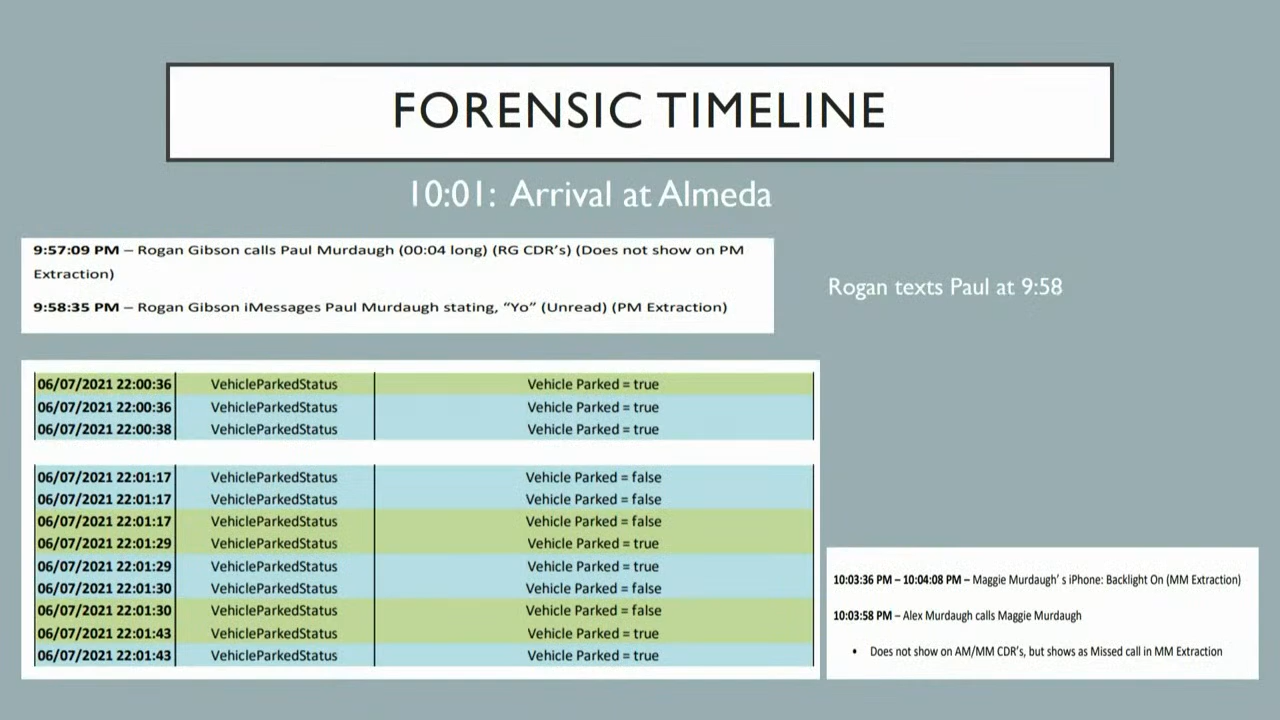 FORENSIC TIMELINE
10:01: Arrival at Almeda
9:57:09 PM – Rogan Gibson calls Paul Murdaugh (00:04 long) (RG CDR's) (Does not show on PM
Extraction)
9:58:35 PM – Rogan Gibson iMessages Paul Murdaugh stating, "Yo" (Unread) (PM Extraction)
Rogan texts Paul at 9:58
06/07/2021 22:00:36 VehicleParkedStatus Vehicle Parked = true
06/07/2021 22:00:36 VehicleParkedStatus Vehicle Parked = true
06/07/2021 22:00:38 VehicleParkedStatus Vehicle Parked = true
06/07/2021 22:01:17 VehicleParkedStatus Vehicle Parked = false
06/07/2021 22:01:17 VehicleParkedStatus Vehicle Parked = false
06/07/2021 22:01:17 VehicleParkedStatus Vehicle Parked = false
06/07/2021 22:01:29 VehicleParkedStatus Vehicle Parked = true
06/07/2021 22:01:29 VehicleParkedStatus Vehicle Parked = true
06/07/2021 22:01:30 VehicleParkedStatus Vehicle Parked = false
06/07/2021 22:01:30 VehicleParkedStatus Vehicle Parked = false
06/07/2021 22:01:43 VehicleParkedStatus Vehicle Parked = true
06/07/2021 22:01:43 VehicleParkedStatus Vehicle Parked = true
10:03:36 PM – 10:04:08 PM – Maggie Murdaugh' s iPhone: Backlight On (MM Extraction)
10:03:58 PM – Alex Murdaugh calls Maggie Murdaugh
• Does not show on AM/MM CDR's, but shows as Missed call in MM Extraction